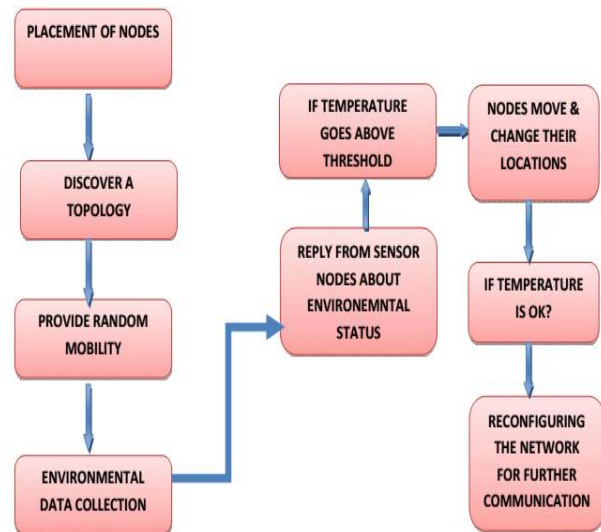 PLACEMENT OF NODES
DISCOVER A
TOPOLOGY
PROVIDE RANDOM
MOBILITY
ENVIRONMENTAL
DATA COLLECTION
REPLY FROM SENSOR
NODES ABOUT
ENVIRONEMNTAL
STATUS
IF TEMPERATURE
GOES ABOVE
THRESHOLD
NODES MOVE &
CHANGE THEIR
LOCATIONS
IF TEMPERATURE
IS OK?
RECONFIGURING
THE NETWORK
FOR FURTHER
COMMUNICATION